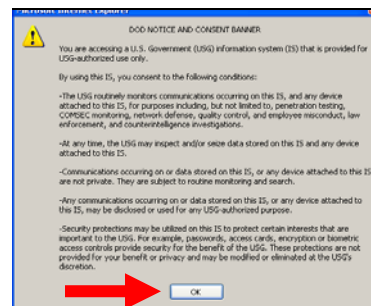 Microsoft Internet Explorer
DOD NOTICE AND CONSENT BANNER
You are accessing a U.S. Government (USG) information system (IS) that is provided for
USG-authorized use only.
By using this IS, you consent to the following conditions:
-The USG routinely monitors communications occurring on this IS, and any device
attached to this IS, for purposes including, but not limited to, penetration testing,
COMSEC monitoring, network defense, quality control, and employee misconduct, law
enforcement, and counterintelligence investigations.
-At any time, the USG may inspect and/or seize data stored on this IS and any device
attached to this IS.
-Communications occurring on or data stored on this IS, or any device attached to this IS
are not private. They are subject to routine monitoring and search.
-Any communications occurring on or data stored on this IS, or any device attached to
this IS, may be disclosed or used for any USG-authorized purpose.
-Security protections may be utilized on this IS to protect certain interests that are
important to the USG. For example, passwords, access cards, encryption or biometric
access controls provide security for the benefit of the USG. These protections are not
provided for your benefit or privacy and may be modified or eliminated at the USG's
discretion.
OK